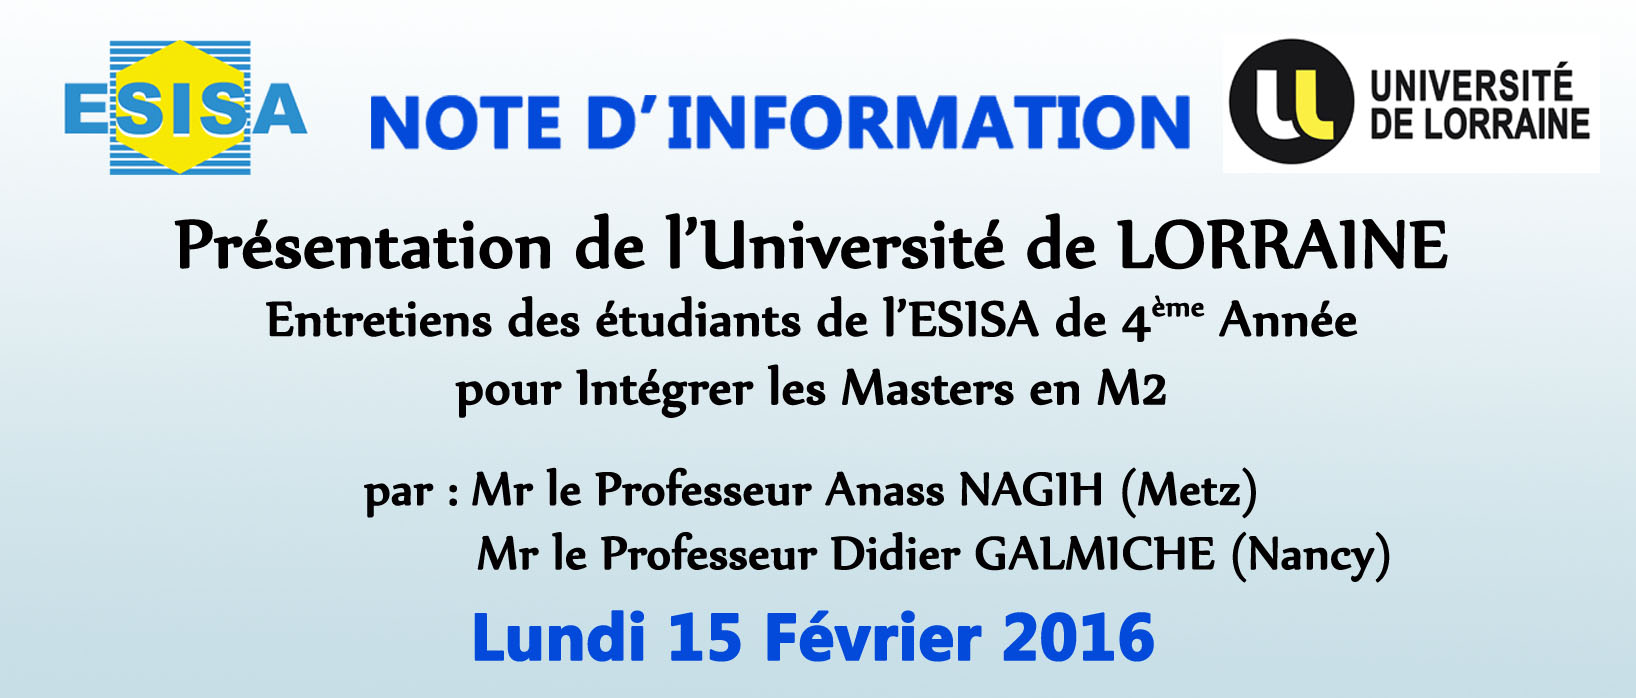 ESISA
NOTE D’INFORMATION
UNIVERSITÉ
DE LORRAINE
Présentation de l’Université de LORRAINE
Entretiens des étudiants de l’ESISA de 4ème Année
pour Intégrer les Masters en M2
par : Mr le Professeur Anass NAGIH (Metz)
Mr le Professeur Didier GALMICHE (Nancy)
Lundi 15 Février 2016